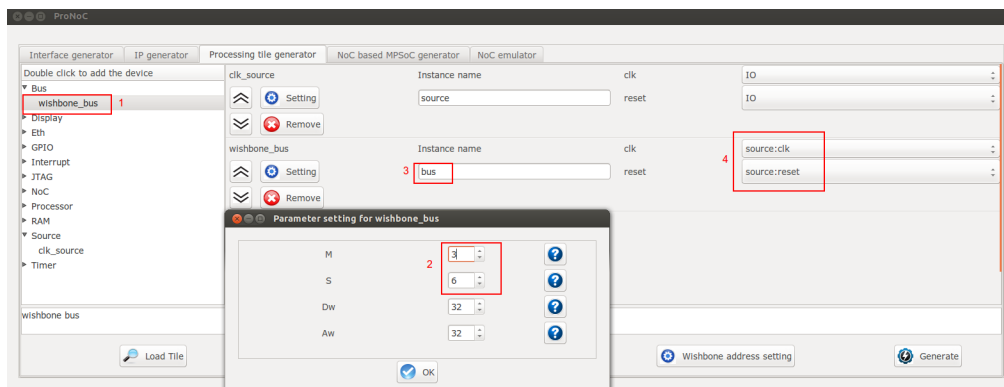 ProNoC
Interface generator IP generator Processing tile generator NoC based MPSoC generator NoC emulator
Double click to add the device
Bus
wishbone_bus 1
Display
Eth
GPIO
Interrupt
JTAG
NoC
Processor
RAM
Source
clk_source
Timer
wishbone bus
Load Tile
clk_source Instance name clk IO
Setting source reset IO
Remove
wishbone_bus Instance name clk source:clk
4
Setting 3 bus reset source:reset
Remove
Parameter setting for wishbone_bus
M 3
2
S 6
Dw 32
Aw 32
OK
Wishbone address setting
Generate